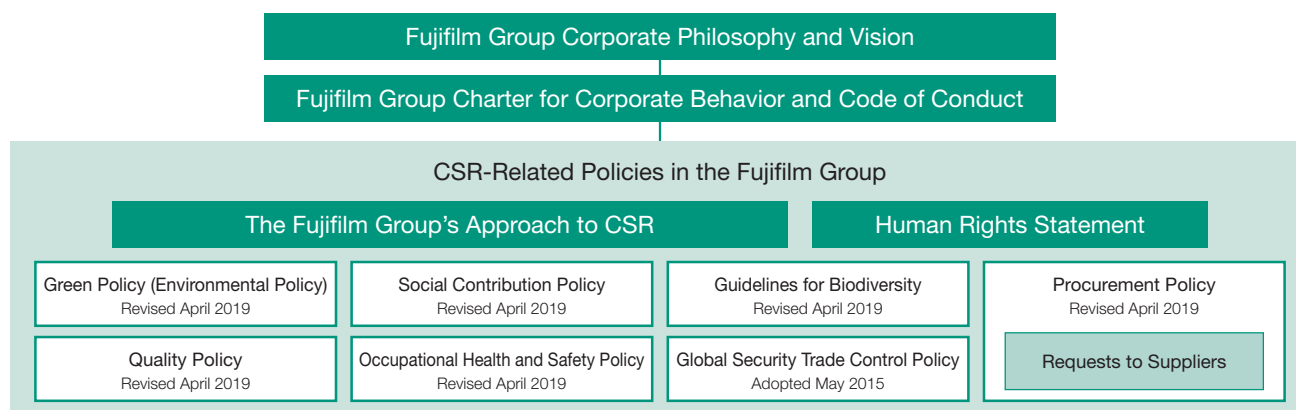 Fujifilm Group Corporate Philosophy and Vision
Fujifilm Group Charter for Corporate Behavior and Code of Conduct
CSR-Related Policies in the Fujifilm Group
The Fujifilm Group's Approach to CSR
Human Rights Statement
Green Policy (Environmental Policy)
Revised April 2019
Social Contribution Policy
Revised April 2019
Guidelines for Biodiversity
Revised April 2019
Procurement Policy
Revised April 2019
Requests to Suppliers
Quality Policy
Revised April 2019
Occupational Health and Safety Policy
Revised April 2019
Global Security Trade Control Policy
Adopted May 2015